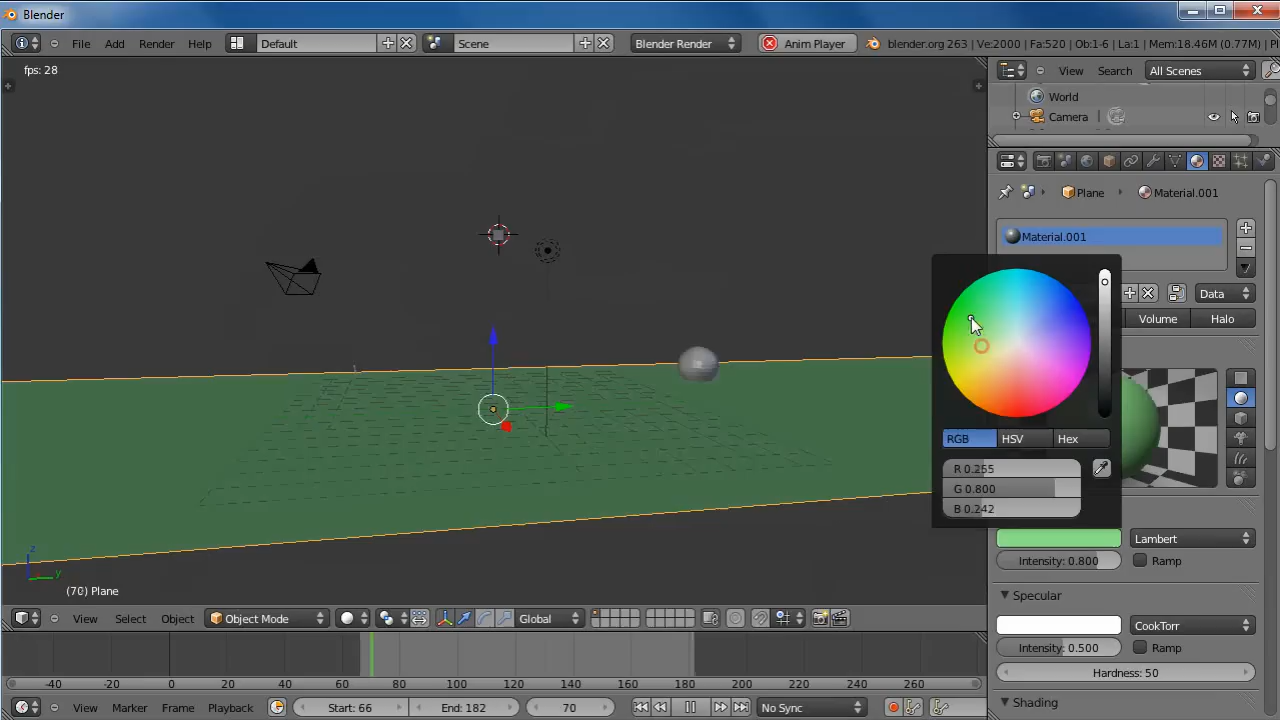 Blender
File Add Render Help Default Scene Blender Render Anim Player blender.org 263 | Ve:2000 | Fa:520 | Ob:1-6 | La:1 | Mem:18.46M (0.77M) | Pl
fps: 28
View Search All Scenes
World
Camera
Plane Material.001
Material.001
Data
Volume Halo
RGB HSV Hex
R 0.255
G 0.800
B 0.242
Lambert
Intensity: 0.800 Ramp
z
y
(70) Plane
Specular
CookTorr
Intensity: 0.500 Ramp
Hardness: 50
Shading
View Select Object Object Mode Global
-40 -20 0 20 40 60 80 100 120 140 160 180 200 220 240 260
View Marker Frame Playback Start: 66 End: 182 70 No Sync